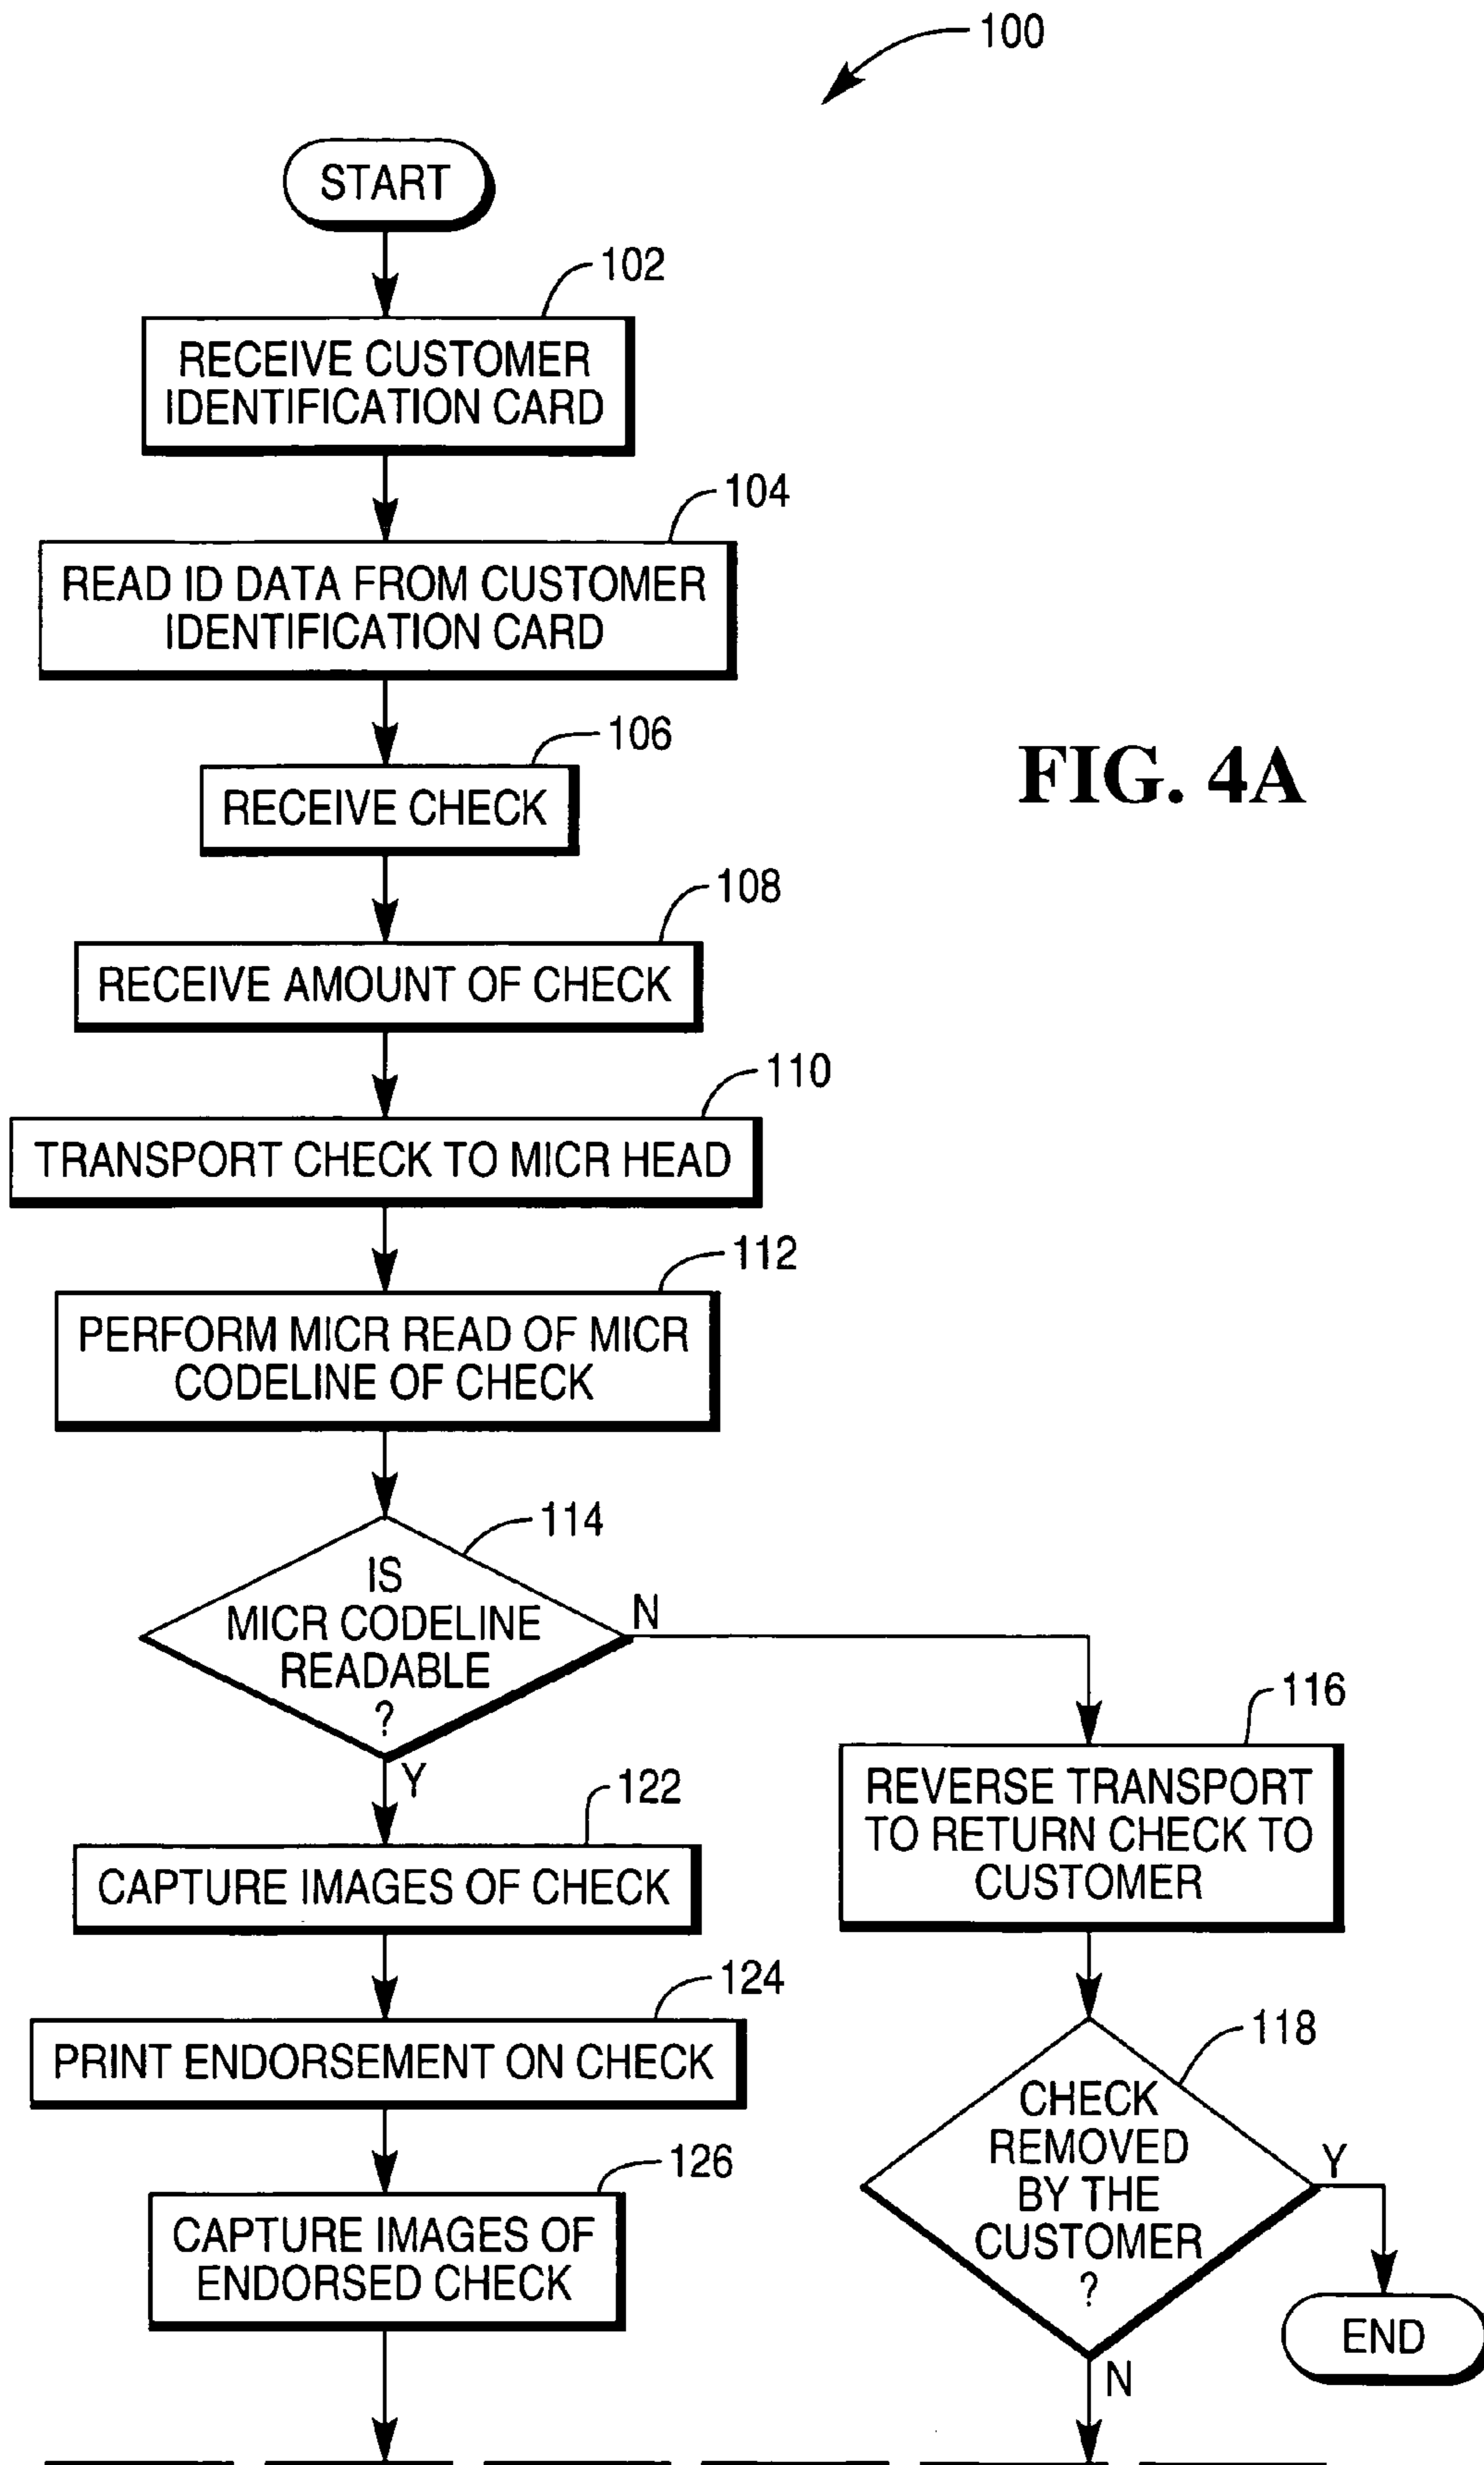 100
START
102
RECEIVE CUSTOMER
IDENTIFICATION CARD
104
READ ID DATA FROM CUSTOMER
IDENTIFICATION CARD
106
RECEIVE CHECK
FIG. 4A
108
RECEIVE AMOUNT OF CHECK
110
TRANSPORT CHECK TO MICR HEAD
112
PERFORM MICR READ OF MICR
CODELINE OF CHECK
114
IS
MICR CODELINE
READABLE
?
N
Y
116
REVERSE TRANSPORT
TO RETURN CHECK TO
CUSTOMER
122
CAPTURE IMAGES OF CHECK
124
PRINT ENDORSEMENT ON CHECK
118
CHECK
REMOVED
BY THE
CUSTOMER
?
Y
END
N
126
CAPTURE IMAGES OF
ENDORSED CHECK